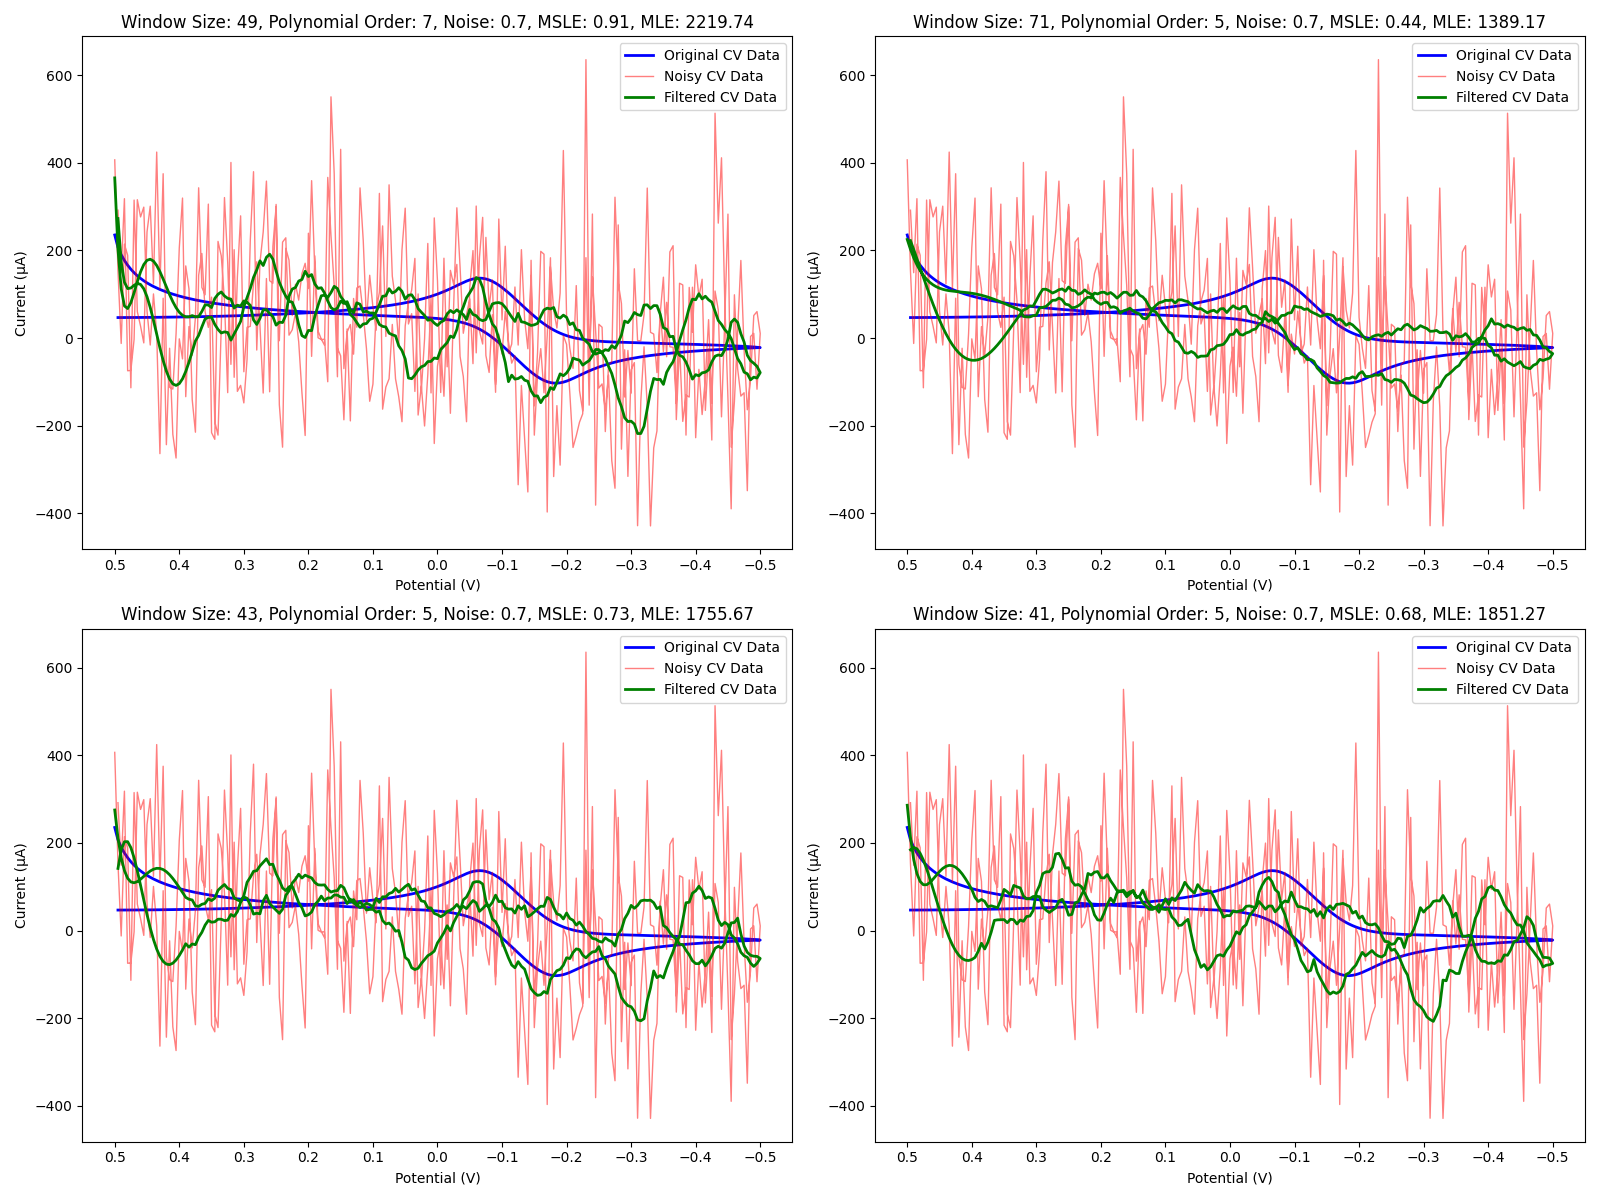 Window Size: 49, Polynomial Order: 7, Noise: 0.7, MSLE: 0.91, MLE: 2219.74
Original CV Data
Noisy CV Data
Filtered CV Data
Current (μA)
600
400
200
0
−200
−400
0.5 0.4 0.3 0.2 0.1 0.0 −0.1 −0.2 −0.3 −0.4 −0.5
Potential (V)
Window Size: 71, Polynomial Order: 5, Noise: 0.7, MSLE: 0.44, MLE: 1389.17
Original CV Data
Noisy CV Data
Filtered CV Data
Current (μA)
600
400
200
0
−200
−400
0.5 0.4 0.3 0.2 0.1 0.0 −0.1 −0.2 −0.3 −0.4 −0.5
Potential (V)
Window Size: 43, Polynomial Order: 5, Noise: 0.7, MSLE: 0.73, MLE: 1755.67
Original CV Data
Noisy CV Data
Filtered CV Data
Current (μA)
600
400
200
0
−200
−400
0.5 0.4 0.3 0.2 0.1 0.0 −0.1 −0.2 −0.3 −0.4 −0.5
Potential (V)
Window Size: 41, Polynomial Order: 5, Noise: 0.7, MSLE: 0.68, MLE: 1851.27
Original CV Data
Noisy CV Data
Filtered CV Data
Current (μA)
600
400
200
0
−200
−400
0.5 0.4 0.3 0.2 0.1 0.0 −0.1 −0.2 −0.3 −0.4 −0.5
Potential (V)